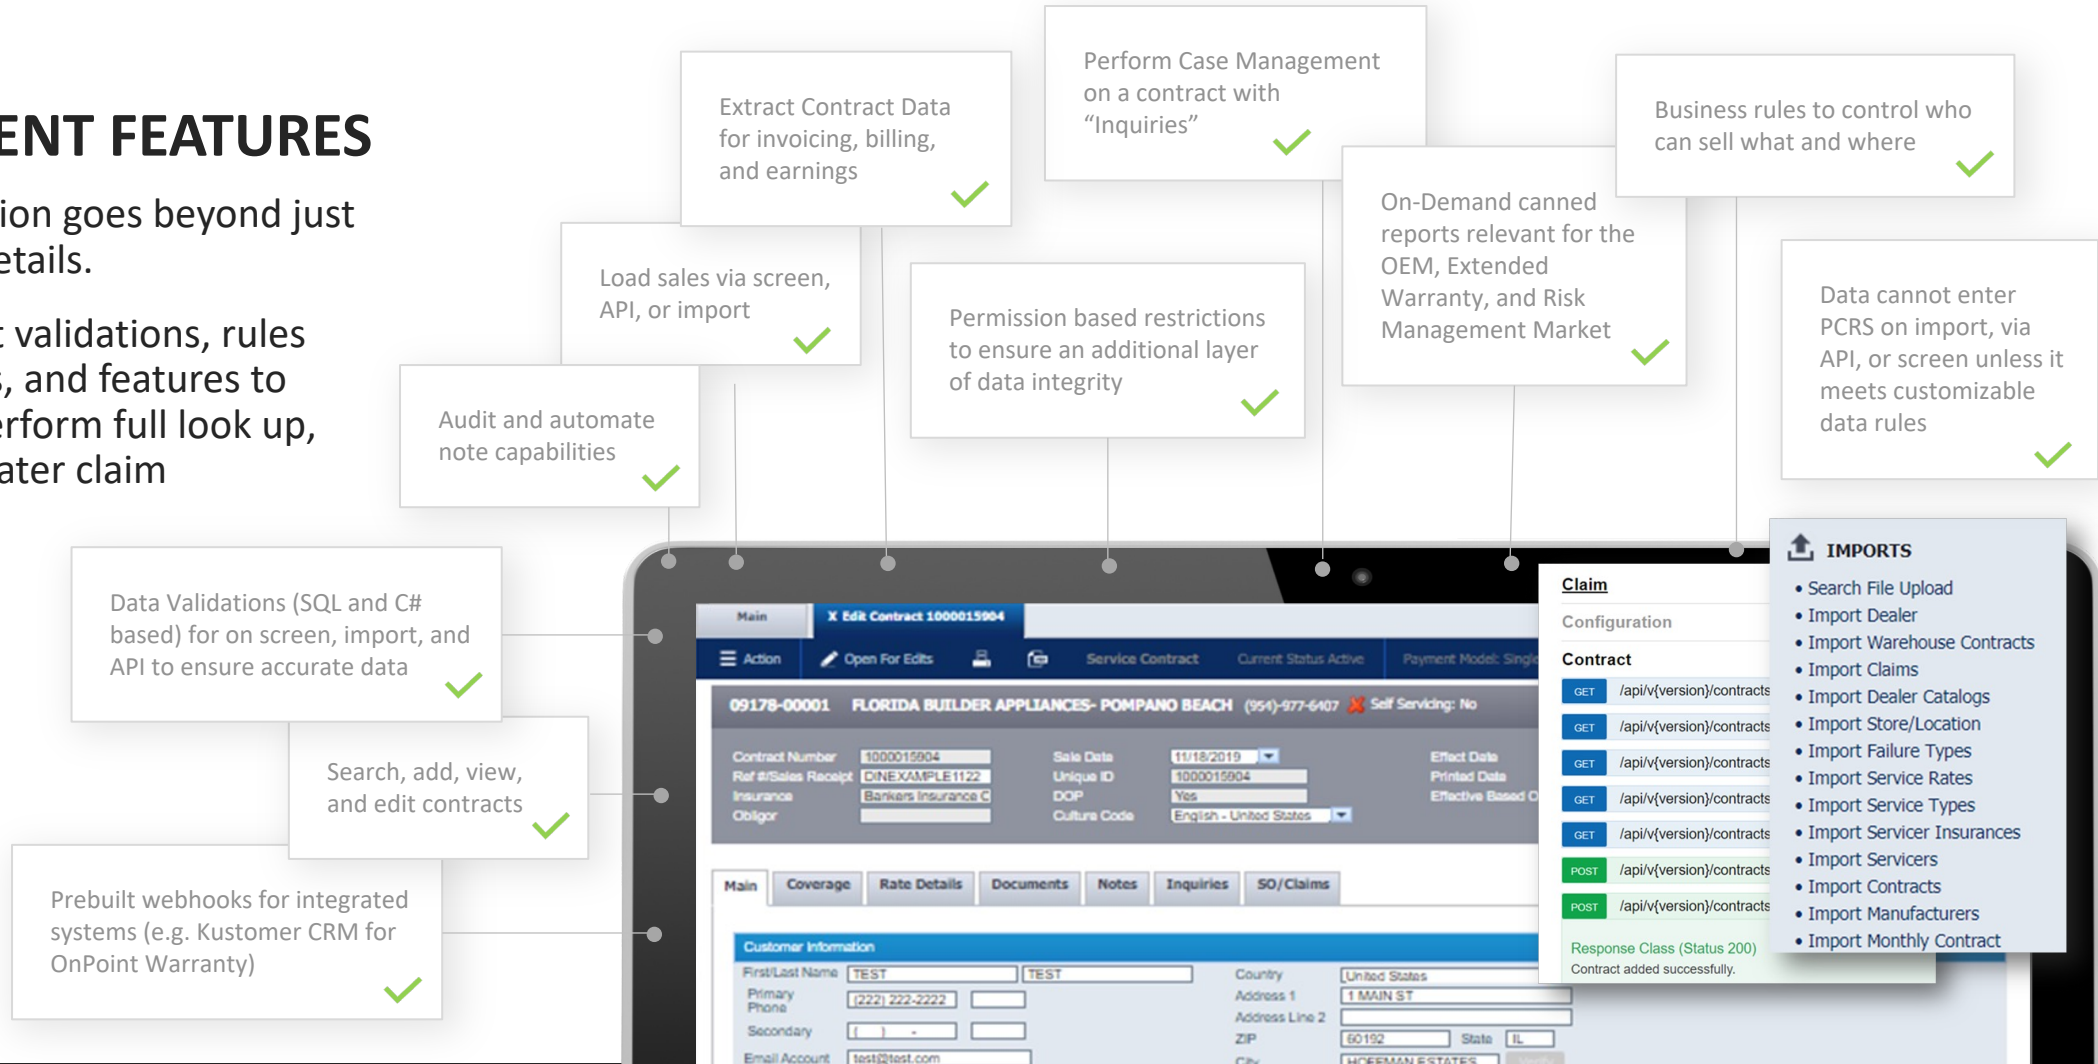 ENT FEATURES
ion goes beyond just
etails.
t validations, rules
s, and features to
erform full look up,
ater claim
Extract Contract Data
for invoicing, billing,
and earnings
Perform Case Management
on a contract with
“Inquiries”
Business rules to control who
can sell what and where
Load sales via screen,
API, or import
Permission based restrictions
to ensure an additional layer
of data integrity
On-Demand canned
reports relevant for the
OEM, Extended
Warranty, and Risk
Management Market
Data cannot enter
PCRS on import, via
API, or screen unless it
meets customizable
data rules
Audit and automate
note capabilities
Data Validations (SQL and C#
based) for on screen, import, and
API to ensure accurate data
Search, add, view,
and edit contracts
Prebuilt webhooks for integrated
systems (e.g. Kustomer CRM for
OnPoint Warranty)
Main X Edit Contract 1000015904
Action Open For Edits Service Contract Current Status Active Payment Model: Single
09178-00001 FLORIDA BUILDER APPLIANCES- POMPANO BEACH (954)-977-6407 Self Servicing: No
Contract Number 1000015904 Sale Date 11/18/2019 Effect Date
Ref #/Sales Receipt DINEXAMPLE1122 Unique ID 1000015904 Printed Date
Insurance Bankers Insurance C DOP Yes Effective Based O
Obligor Culture Code English - United States
Main Coverage Rate Details Documents Notes Inquiries SO/Claims
Customer Information
First/Last Name TEST TEST Country United States
Primary Phone (222) 222-2222 Address 1 1 MAIN ST
Address Line 2
Secondary ( ) - ZIP 60192 State IL
Email Account test@test.com City HOFFMAN ESTATES Verify
Claim
Configuration
Contract
GET /api/v{version}/contracts
GET /api/v{version}/contracts
GET /api/v{version}/contracts
GET /api/v{version}/contracts
GET /api/v{version}/contracts
POST /api/v{version}/contracts
POST /api/v{version}/contracts
Response Class (Status 200)
Contract added successfully.
IMPORTS
• Search File Upload
• Import Dealer
• Import Warehouse Contracts
• Import Claims
• Import Dealer Catalogs
• Import Store/Location
• Import Failure Types
• Import Service Rates
• Import Service Types
• Import Servicer Insurances
• Import Servicers
• Import Contracts
• Import Manufacturers
• Import Monthly Contract